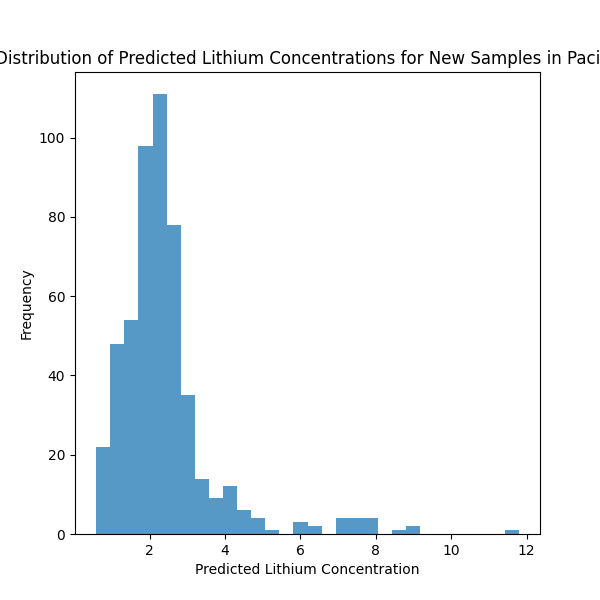 Distribution of Predicted Lithium Concentrations for New Samples in Paci
100
80
60
40
20
0
Frequency
2 4 6 8 10 12
Predicted Lithium Concentration